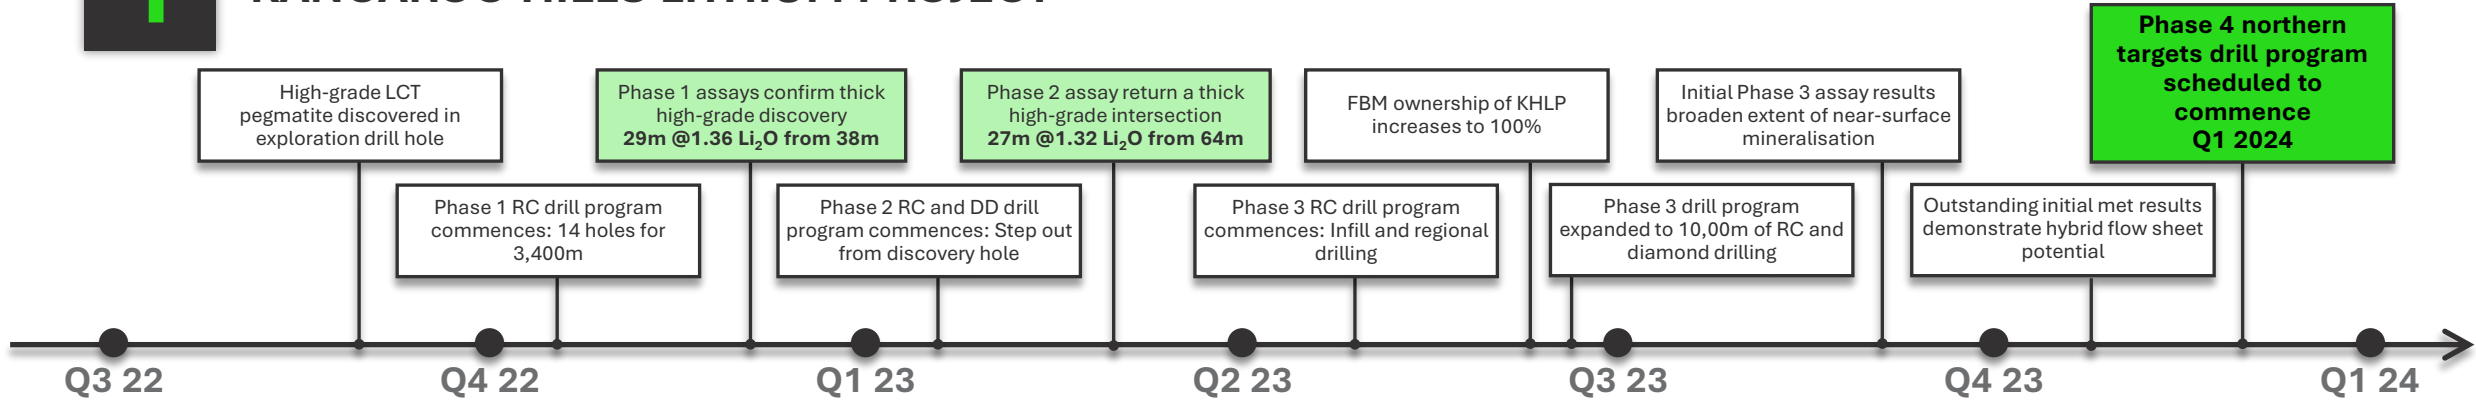 KANGAROO HILLS LITHIUM PROJECT
High-grade LCT
pegmatite discovered in
exploration drill hole
Phase 1 RC drill program
commences: 14 holes for
3,400m
Phase 1 assays confirm thick
high-grade discovery
29m @1.36 Li₂O from 38m
Phase 2 RC and DD drill
program commences: Step out
from discovery hole
Phase 2 assay return a thick
high-grade intersection
27m @1.32 Li₂O from 64m
Phase 3 RC drill program
commences: Infill and regional
drilling
FBM ownership of KHLP
increases to 100%
Phase 3 drill program
expanded to 10,00m of RC and
diamond drilling
Initial Phase 3 assay results
broaden extent of near-surface
mineralisation
Outstanding initial met results
demonstrate hybrid flow sheet
potential
Phase 4 northern
targets drill program
scheduled to
commence
Q1 2024
Q3 22
Q4 22
Q1 23
Q2 23
Q3 23
Q4 23
Q1 24